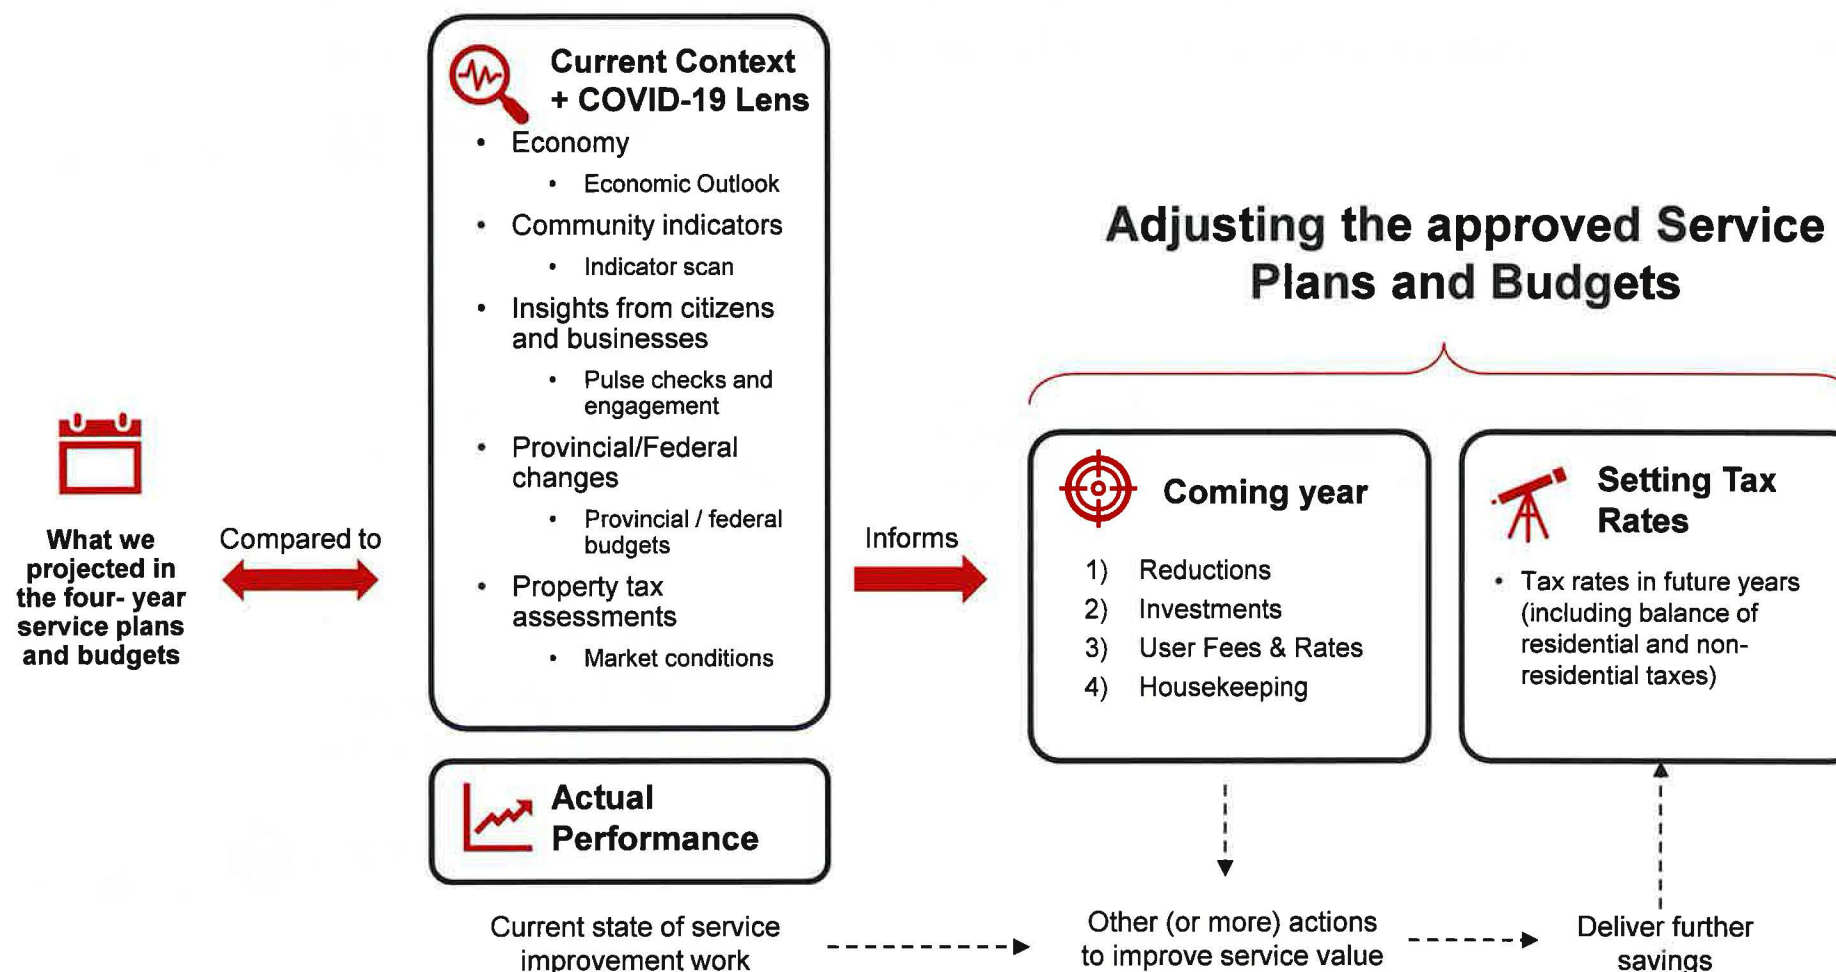 What we
projected in
the four- year
service plans
and budgets
Compared to
Current Context
+ COVID-19 Lens
• Economy
• Economic Outlook
• Community indicators
• Indicator scan
• Insights from citizens
and businesses
• Pulse checks and
engagement
• Provincial/Federal
changes
• Provincial / federal
budgets
• Property tax
assessments
• Market conditions
Actual
Performance
Current state of service
improvement work
Informs
Adjusting the approved Service
Plans and Budgets
Coming year
1) Reductions
2) Investments
3) User Fees & Rates
4) Housekeeping
Setting Tax
Rates
• Tax rates in future years
(including balance of
residential and non-
residential taxes)
Other (or more) actions
to improve service value
Deliver further
savings